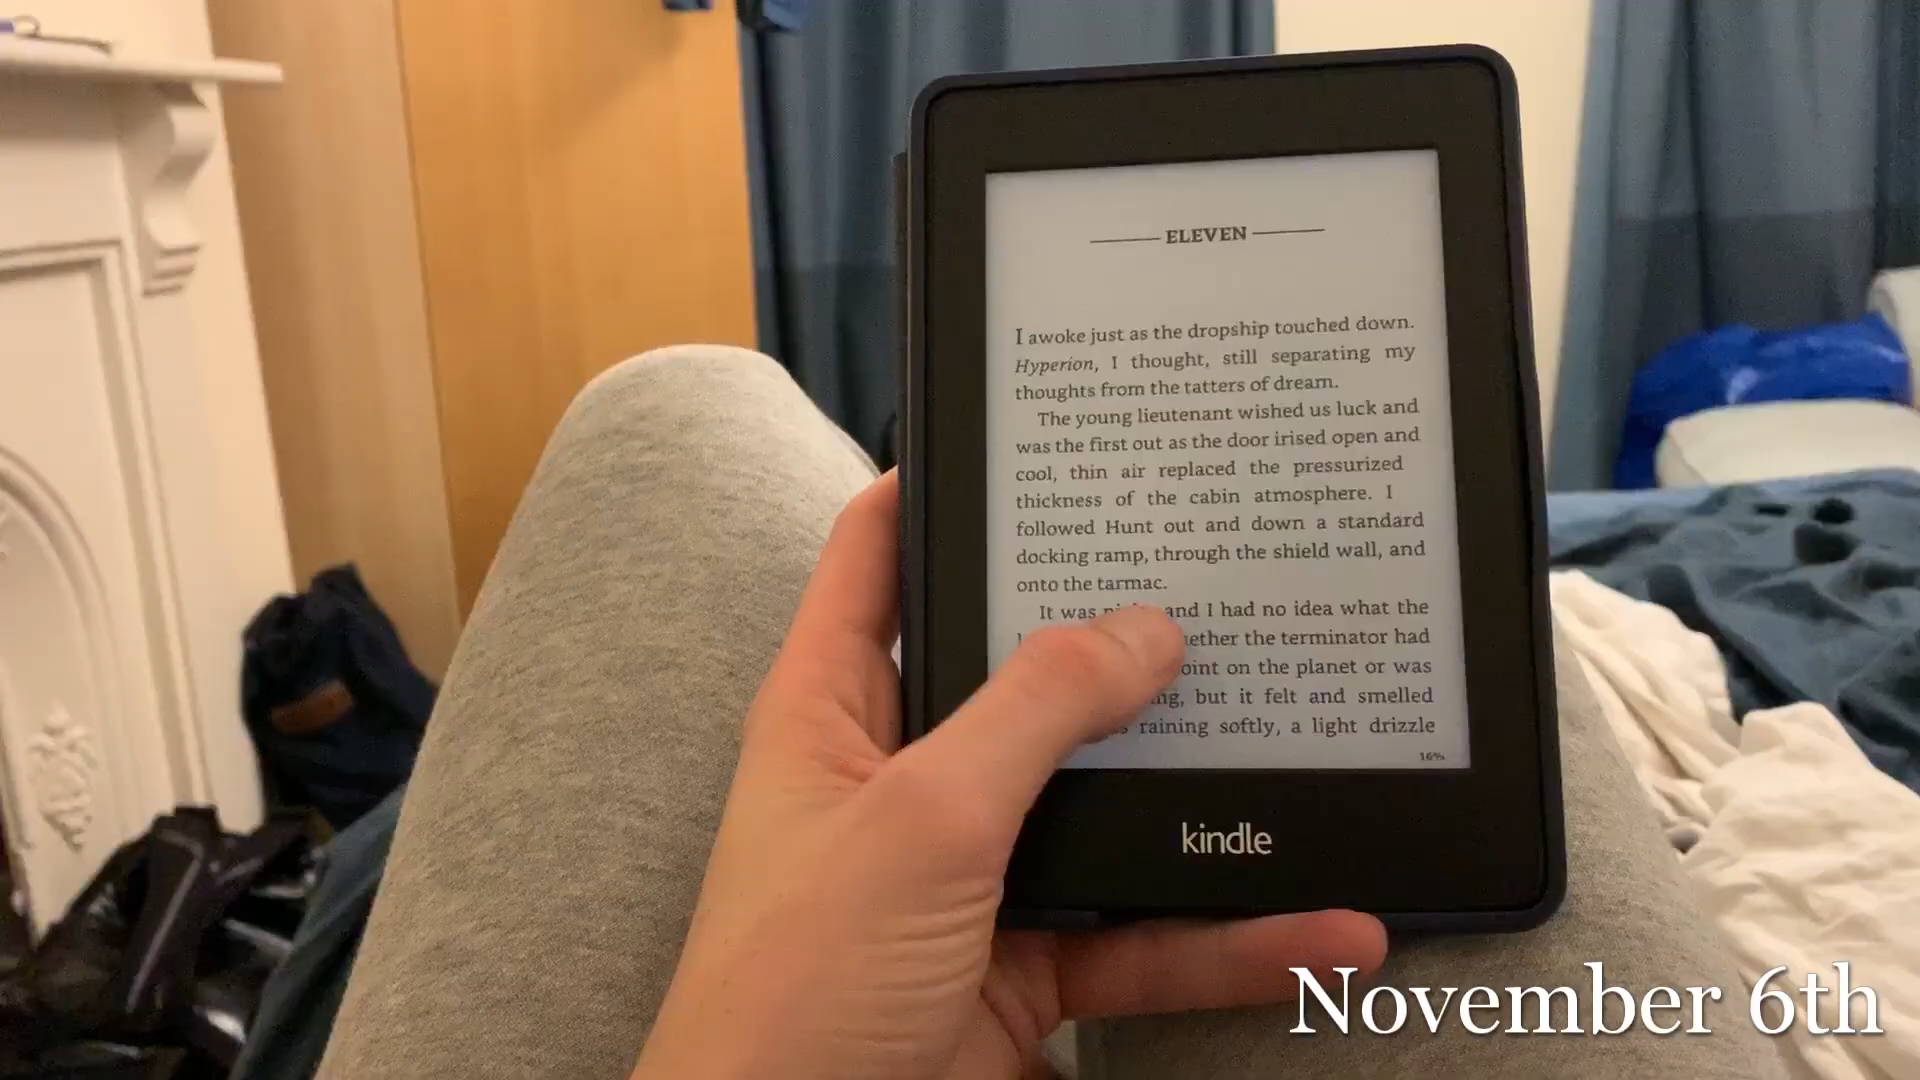 ELEVEN
I awoke just as the dropship touched down.
Hyperion, I thought, still separating my
thoughts from the tatters of dream.
The young lieutenant wished us luck and
was the first out as the door irised open and
cool, thin air replaced the pressurized
thickness of the cabin atmosphere. I
followed Hunt out and down a standard
docking ramp, through the shield wall, and
onto the tarmac.
It was and I had no idea what the
the terminator had
on the planet or was
but it felt and smelled
raining softly, a light drizzle
16%
kindle
November 6th